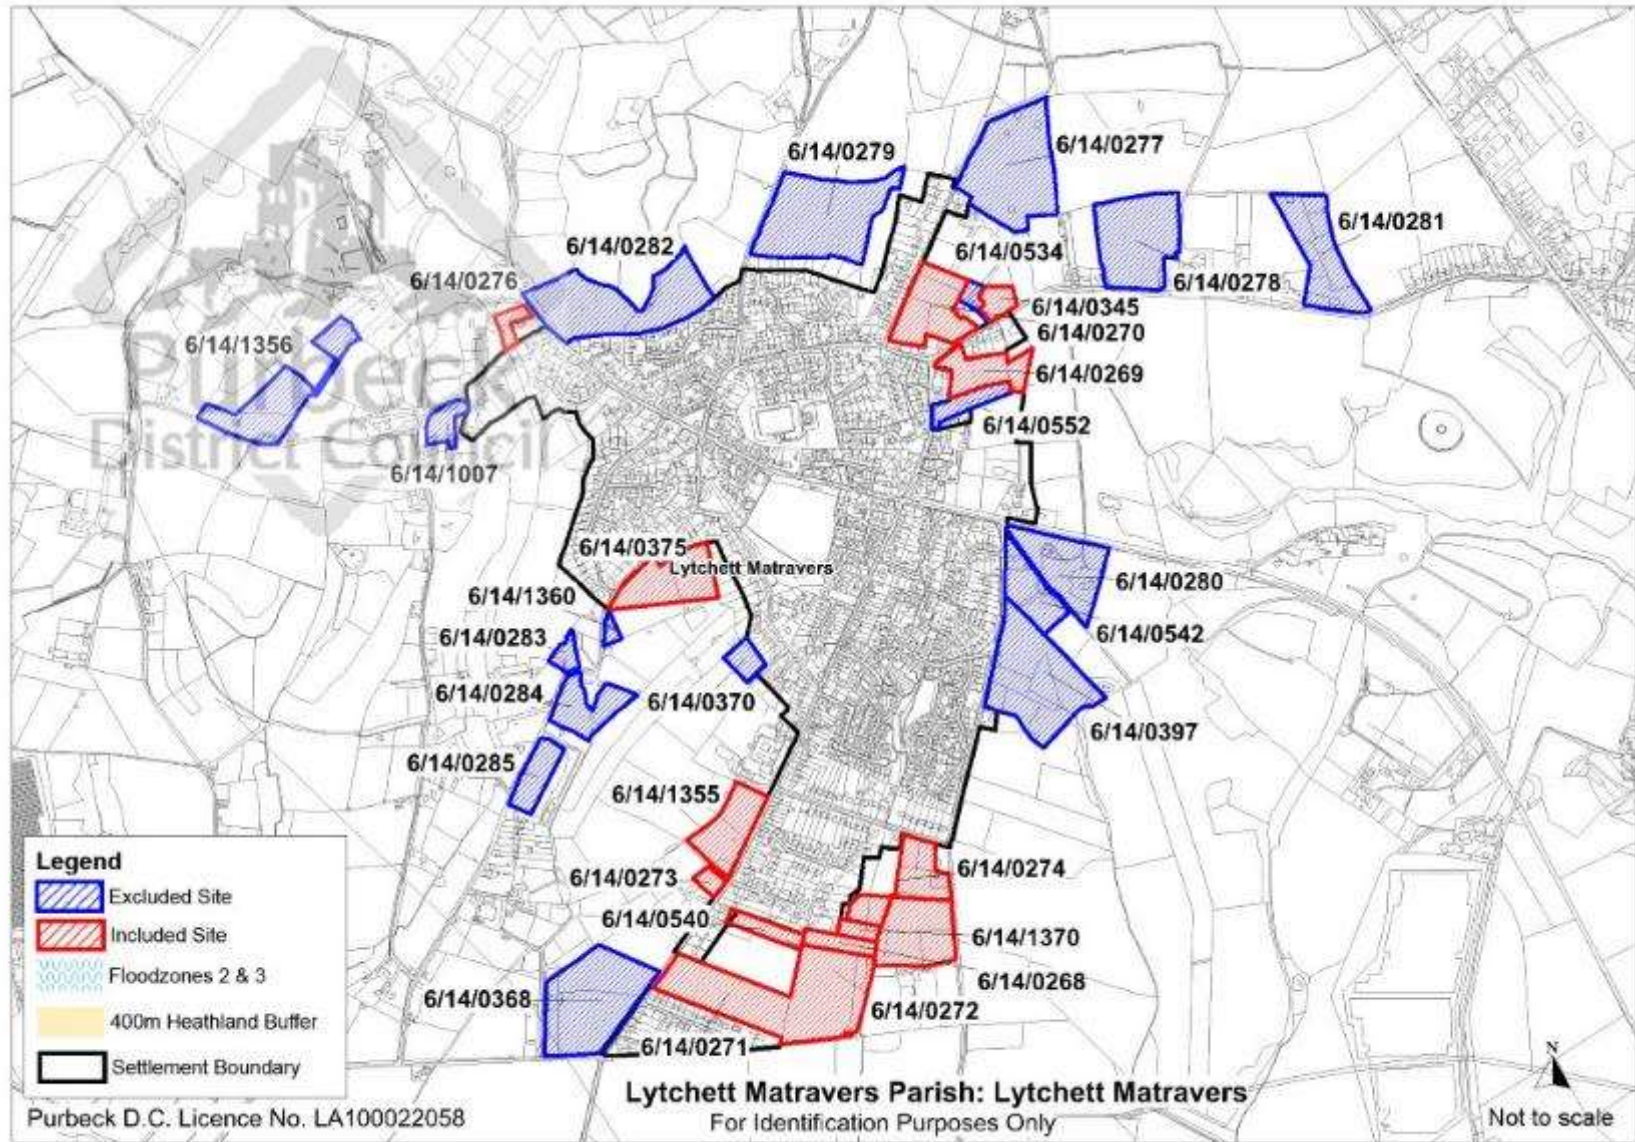 6/14/0279
6/14/0277
6/14/0282
6/14/0534
6/14/0281
6/14/0276
6/14/0278
6/14/0345
6/14/0270
6/14/1356
6/14/0269
Purbeck
District Council
6/14/0552
6/14/1007
6/14/0375
Lytchett Matravers
6/14/0280
6/14/1360
6/14/0283
6/14/0542
6/14/0284
6/14/0370
6/14/0397
6/14/0285
6/14/1355
6/14/0274
6/14/0273
6/14/0540
6/14/1370
6/14/0268
6/14/0368
6/14/0272
6/14/0271
Legend
Excluded Site
Included Site
Floodzones 2 & 3
400m Heathland Buffer
Settlement Boundary
N
Lytchett Matravers Parish: Lytchett Matravers
For Identification Purposes Only
Purbeck D.C. Licence No. LA100022058
Not to scale